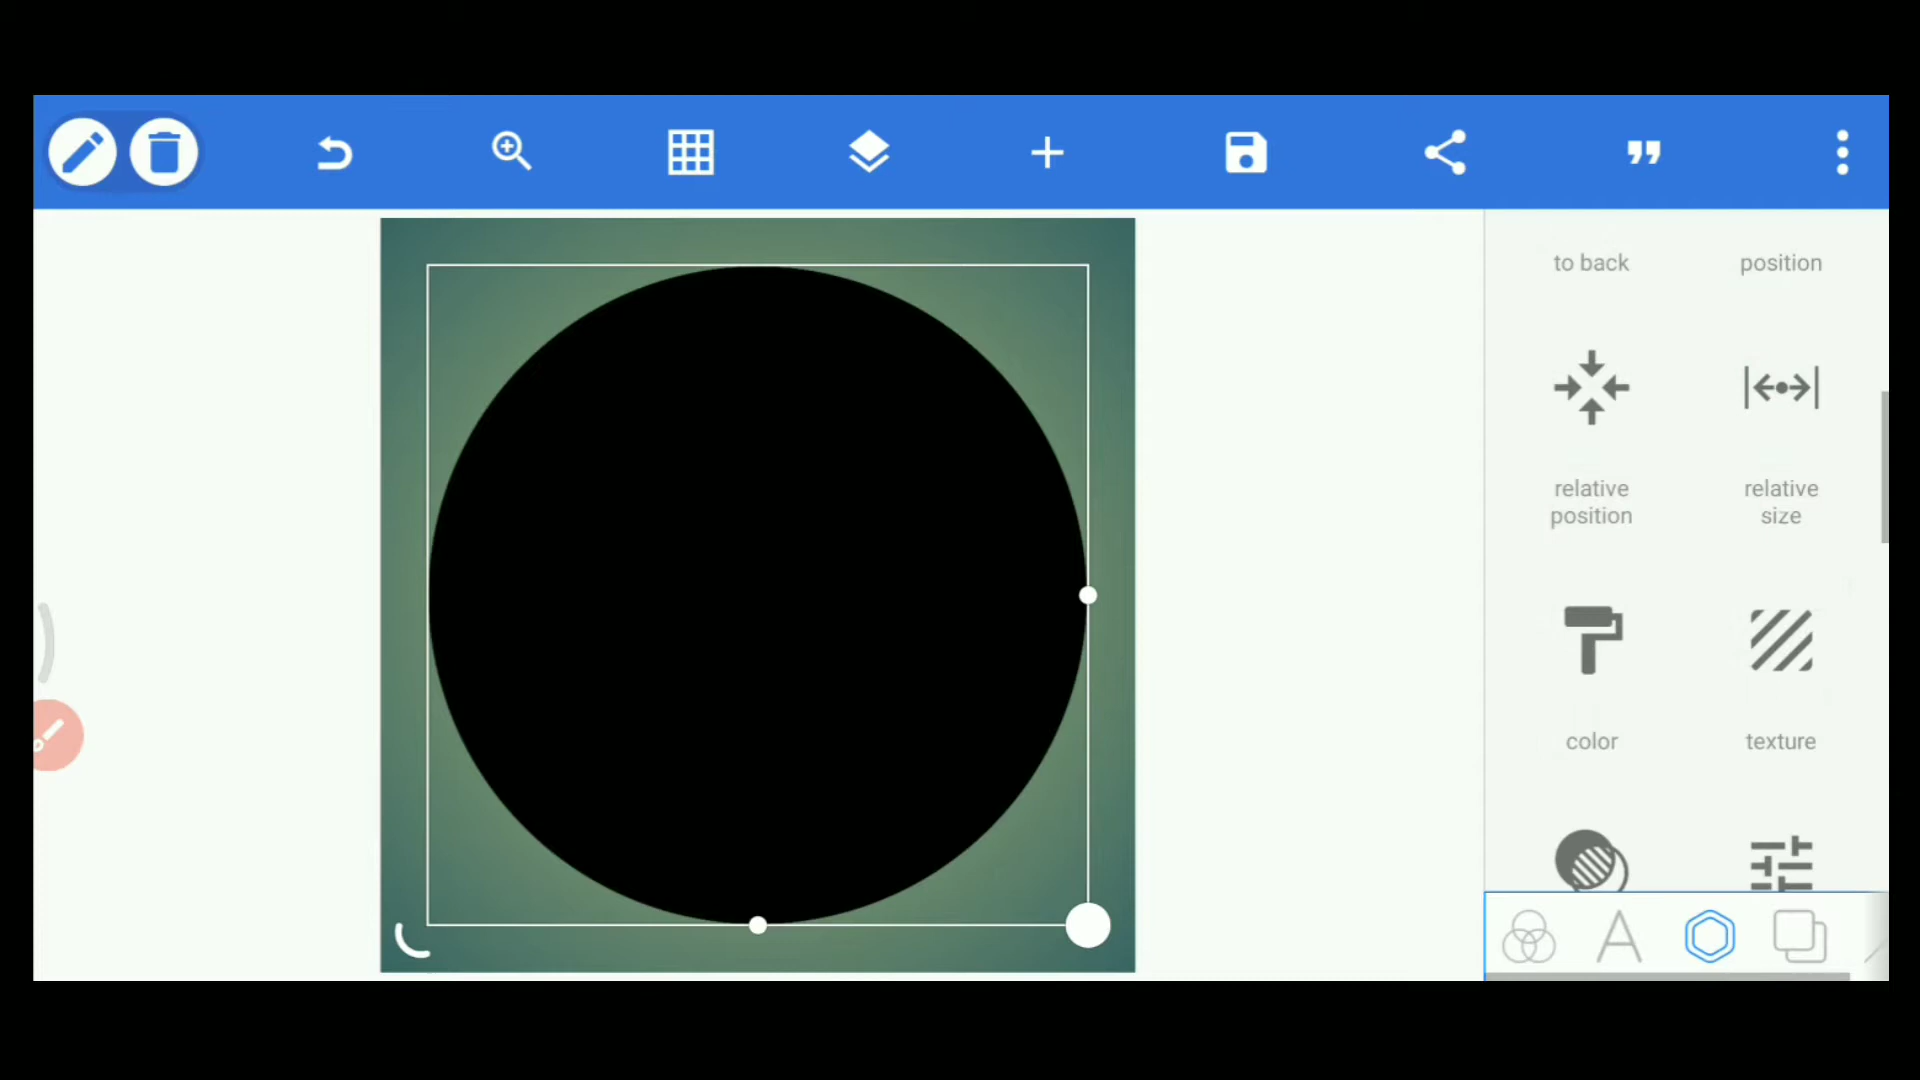 to back
position
relative
position
relative
size
color
texture